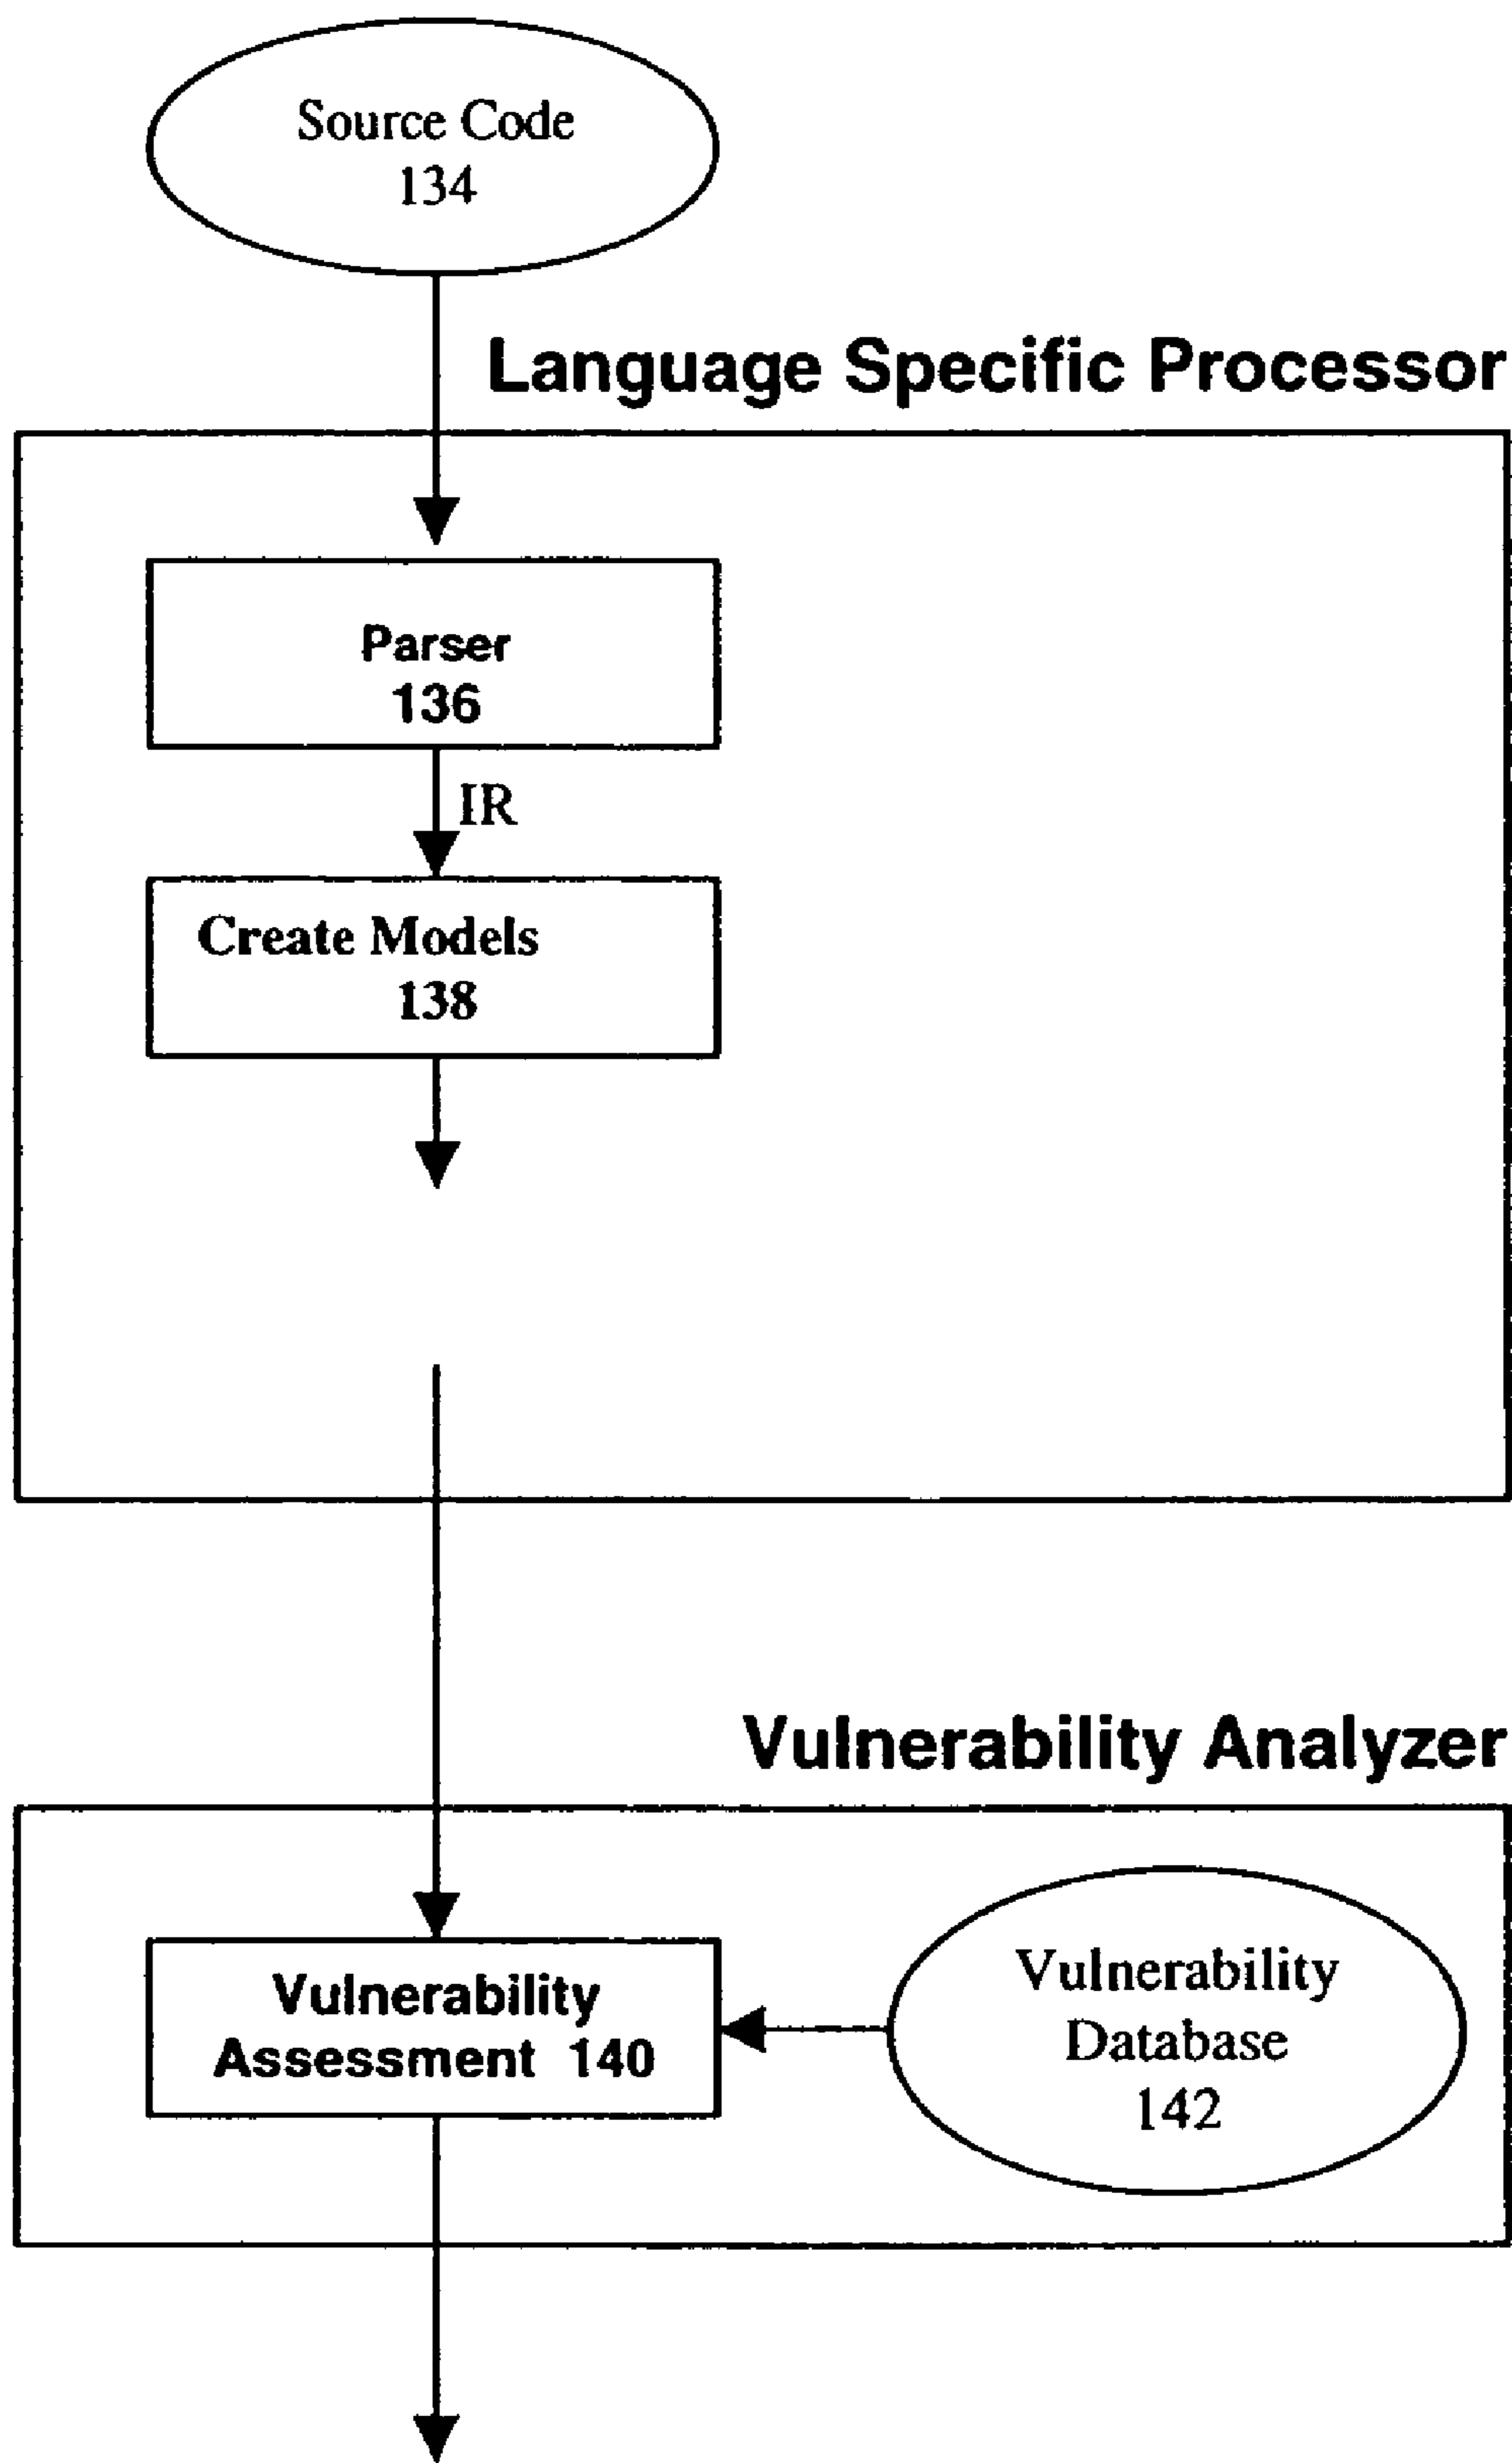 Source Code
134
Language Specific Processor
Parser
136
IR
Create Models
138
Vulnerability Analyzer
Vulnerability
Assessment 140
Vulnerability
Database
142